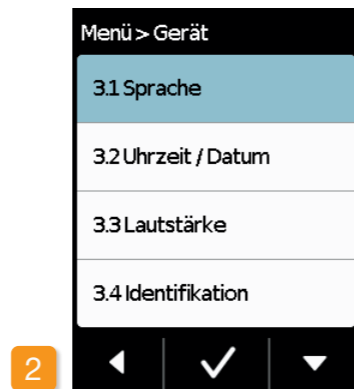 Menü > Gerät
3.1 Sprache
3.2 Uhrzeit / Datum
3.3 Lautstärke
3.4 Identifikation
2